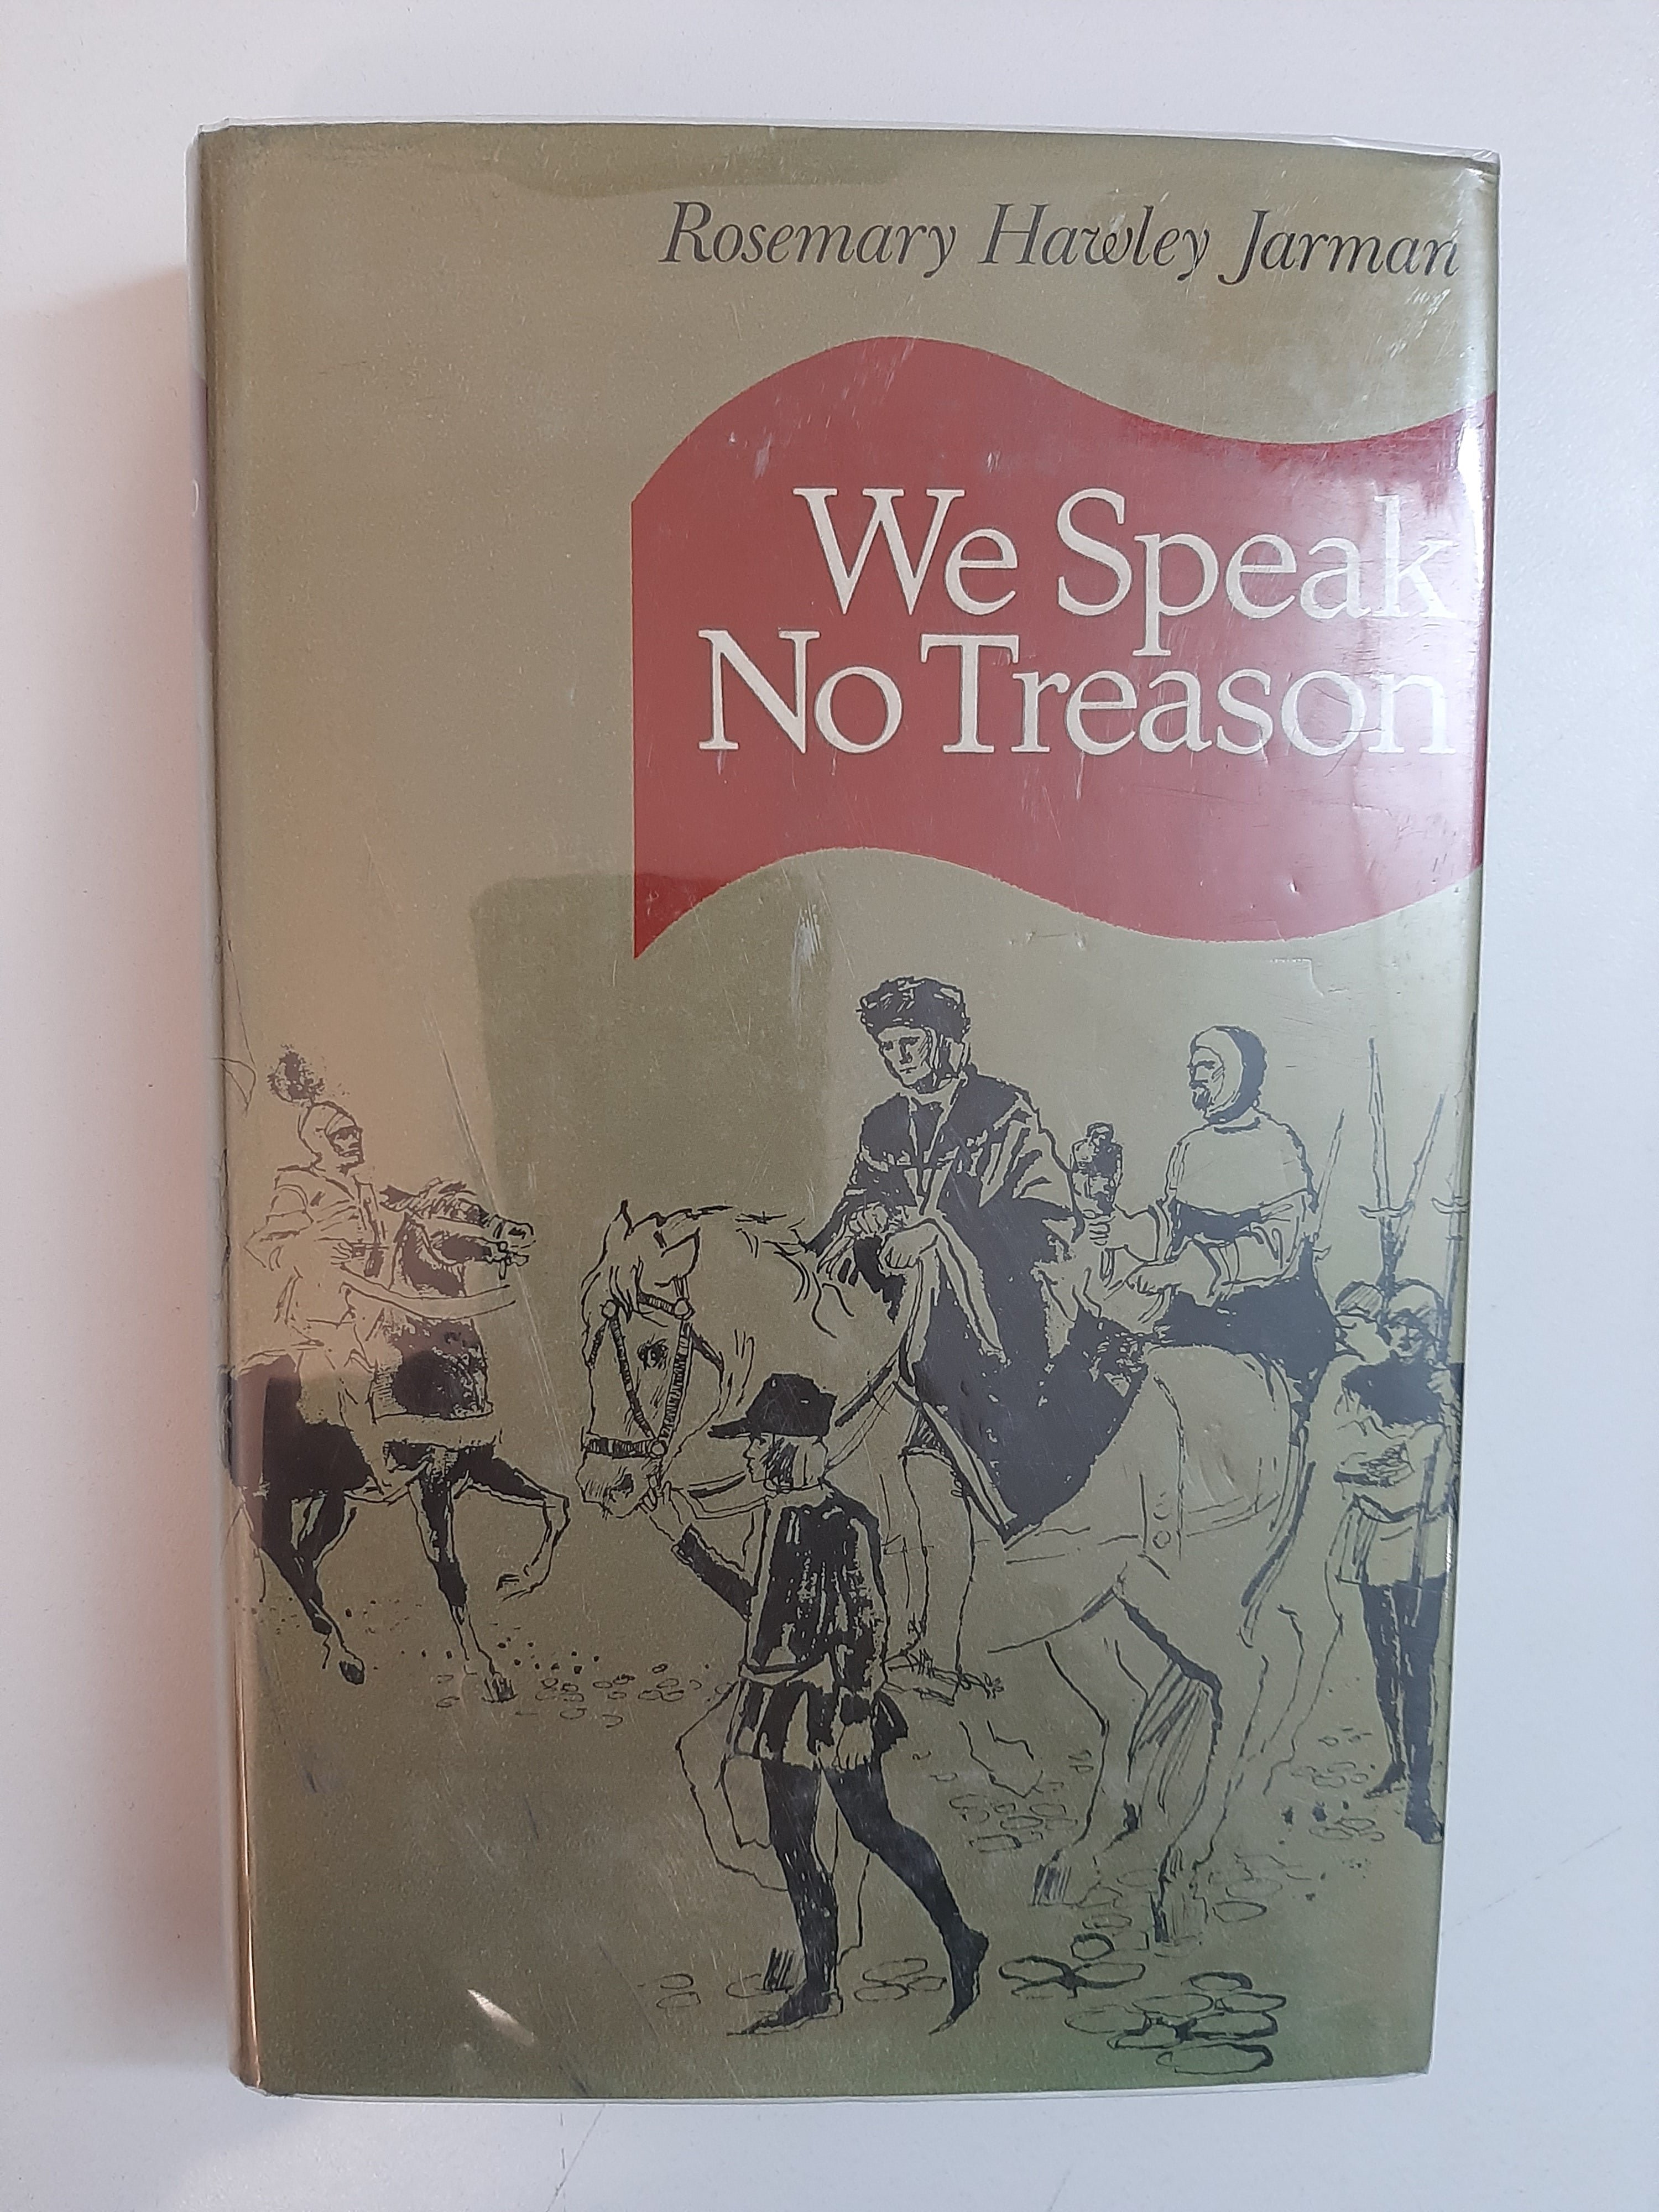 Rosemary Hawley Jarman
We Speak
No Treason